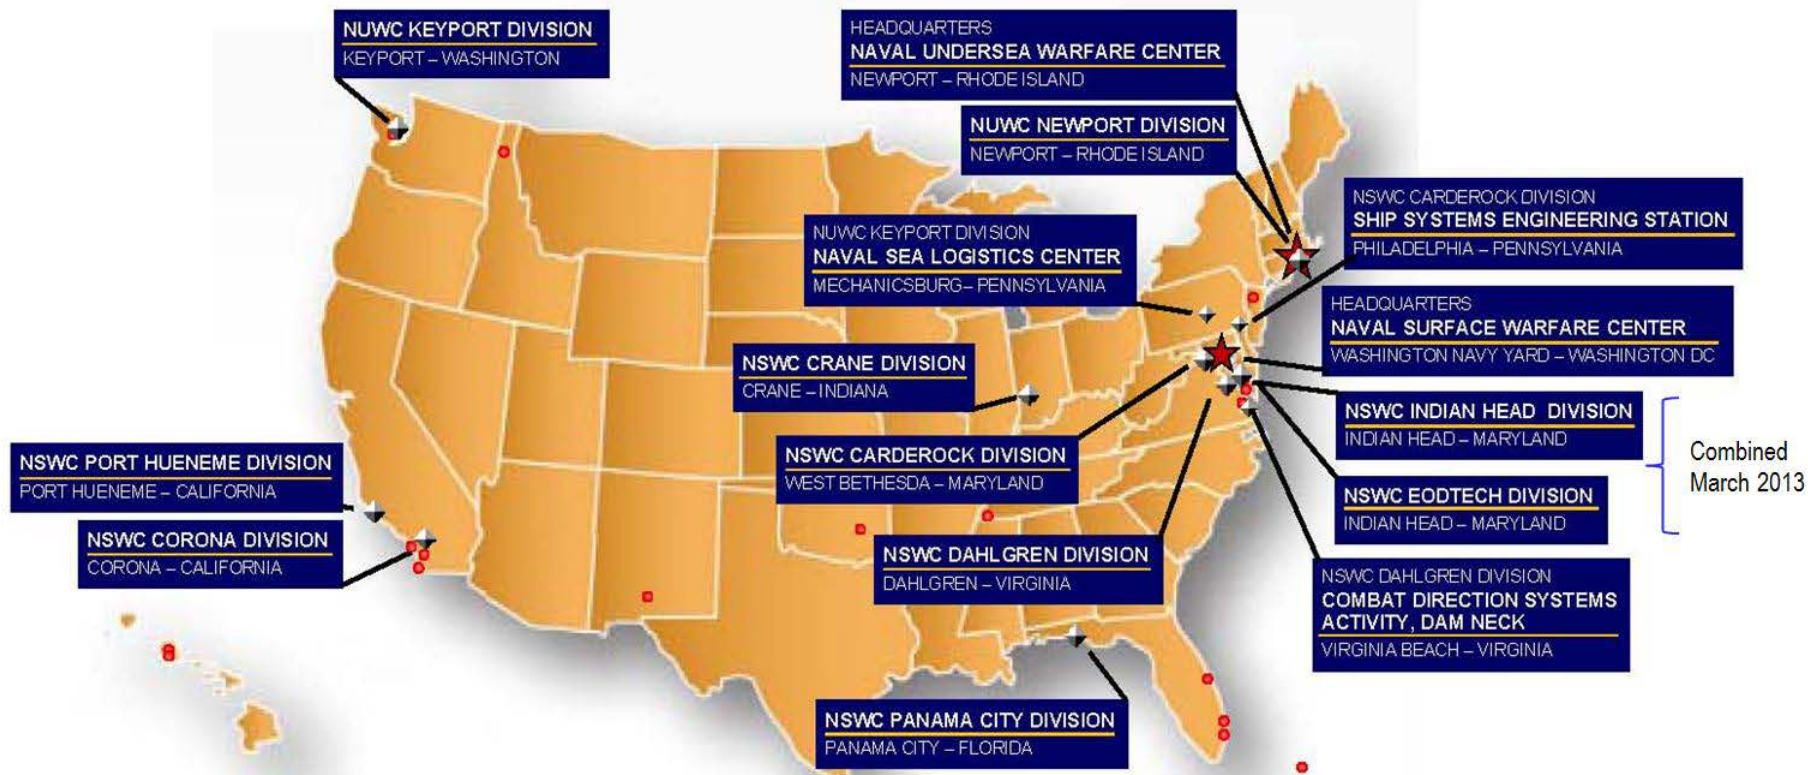 NUWC KEYPORT DIVISION
KEYPORT – WASHINGTON
HEADQUARTERS
NAVAL UNDERSEA WARFARE CENTER
NEWPORT – RHODE ISLAND
NUWC NEWPORT DIVISION
NEWPORT – RHODE ISLAND
NSWC CARDEROCK DIVISION
SHIP SYSTEMS ENGINEERING STATION
PHILADELPHIA – PENNSYLVANIA
NUWC KEYPORT DIVISION
NAVAL SEA LOGISTICS CENTER
MECHANICSBURG– PENNSYLVANIA
HEADQUARTERS
NAVAL SURFACE WARFARE CENTER
WASHINGTON NAVY YARD – WASHINGTON DC
NSWC CRANE DIVISION
CRANE – INDIANA
NSWC INDIAN HEAD DIVISION
INDIAN HEAD – MARYLAND
Combined
March 2013
NSWC CARDEROCK DIVISION
WEST BETHESDA – MARYLAND
NSWC PORT HUENEME DIVISION
PORT HUENEME – CALIFORNIA
NSWC EODTECH DIVISION
INDIAN HEAD – MARYLAND
NSWC CORONA DIVISION
CORONA – CALIFORNIA
NSWC DAHLGREN DIVISION
DAHLGREN – VIRGINIA
NSWC DAHLGREN DIVISION
COMBAT DIRECTION SYSTEMS
ACTIVITY, DAM NECK
VIRGINIA BEACH – VIRGINIA
NSWC PANAMA CITY DIVISION
PANAMA CITY – FLORIDA